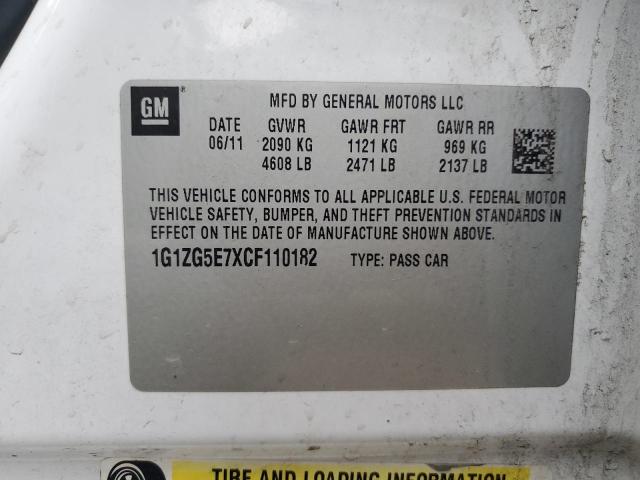 GM ®
MFD BY GENERAL MOTORS LLC
DATE GVWR GAWR FRT GAWR RR
06/11 2090 KG 1121 KG 969 KG
4608 LB 2471 LB 2137 LB
THIS VEHICLE CONFORMS TO ALL APPLICABLE U.S. FEDERAL MOTOR
VEHICLE SAFETY, BUMPER, AND THEFT PREVENTION STANDARDS IN
EFFECT ON THE DATE OF MANUFACTURE SHOWN ABOVE.
1G1ZG5E7XCF110182 TYPE: PASS CAR
TIRE AND LOADING INFORMATION